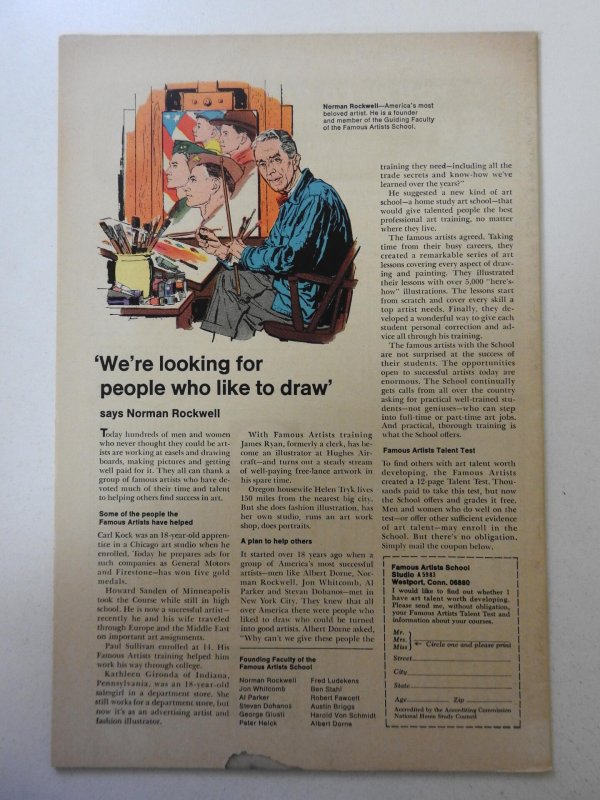 Norman Rockwell—America's most
beloved artist. He is a founder
and member of the Guiding Faculty
of the Famous Artists School.
'We're looking for
people who like to draw'
says Norman Rockwell
Today hundreds of men and women
who never thought they could be art-
ists are working at easels and drawing
boards, making pictures and getting
well paid for it. They all can thank a
group of famous artists who have de-
voted much of their time and talent
to helping others find success in art.
Some of the people the
Famous Artists have helped
Carl Kock was an 18-year-old appren-
tice in a Chicago art studio when he
enrolled. Today he prepares ads for
such companies as General Motors
and Firestone—has won five gold
medals.
Howard Sanden of Minneapolis
took the Course while still in high
school. He is now a successful artist—
recently he and his wife traveled
through Europe and the Middle East
on important art assignments.
Paul Sullivan enrolled at 14. His
Famous Artists training helped him
work his way through college.
Kathleen Gironda of Indiana,
Pennsylvania, was an 18-year-old
salesgirl in a department store. She
still works for a department store, but
now it's as an advertising artist and
fashion illustrator.
With Famous Artists training
James Ryan, formerly a clerk, has be-
come an illustrator at Hughes Air-
craft—and turns out a steady stream
of well-paying free-lance artwork in
his spare time.
Oregon housewife Helen Tryk lives
150 miles from the nearest big city.
But she does fashion illustration, has
her own studio, runs an art work
shop, does portraits.
A plan to help others
It started over 18 years ago when a
group of America's most successful
artists—men like Albert Dorne, Nor-
man Rockwell, Jon Whitcomb, Al
Parker and Stevan Dohanos—met in
New York City. They knew that all
over America there were people who
liked to draw who could be turned
into good artists. Albert Dorne asked,
"Why can't we give these people the
Founding Faculty of the
Famous Artists School
Norman Rockwell
Jon Whitcomb
Al Parker
Stevan Dohanos
George Giusti
Peter Helck
Fred Ludekens
Ben Stahl
Robert Fawcett
Austin Briggs
Harold Von Schmidt
Albert Dorne
training they need—including all the
trade secrets and know-how we've
learned over the years?"
He suggested a new kind of art
school—a home study art school—that
would give talented people the best
professional art training, no matter
where they live.
The famous artists agreed. Taking
time from their busy careers, they
created a remarkable series of art
lessons covering every aspect of draw-
ing and painting. They illustrated
their lessons with over 5,000 "here's-
how" illustrations. The lessons start
from scratch and cover every skill a
top artist needs. Finally, they de-
veloped a wonderful way to give each
student personal correction and ad-
vice all through his training.
The famous artists with the School
are not surprised at the success of
their students. The opportunities
open to successful artists today are
enormous. The School continually
gets calls from all over the country
asking for practical well-trained stu-
dents—not geniuses—who can step
into full-time or part-time art jobs.
And practical, thorough training is
what the School offers.
Famous Artists Talent Test
To find others with art talent worth
developing, the Famous Artists
created a 12-page Talent Test. Thou-
sands paid to take this test, but now
the School offers and grades it free.
Men and women who do well on the
test—or offer other sufficient evidence
of art talent—may enroll in the
School. But there's no obligation.
Simply mail the coupon below.
Famous Artists School
Studio A5983
Westport, Conn. 06880
I would like to find out whether I
have art talent worth developing.
Please send me, without obligation,
your Famous Artists Talent Test and
information about your courses.
Mr.
Mrs.
Miss ← Circle one and please print
Street
City
State
Age Zip
Accredited by the Accrediting Commission
National Home Study Council